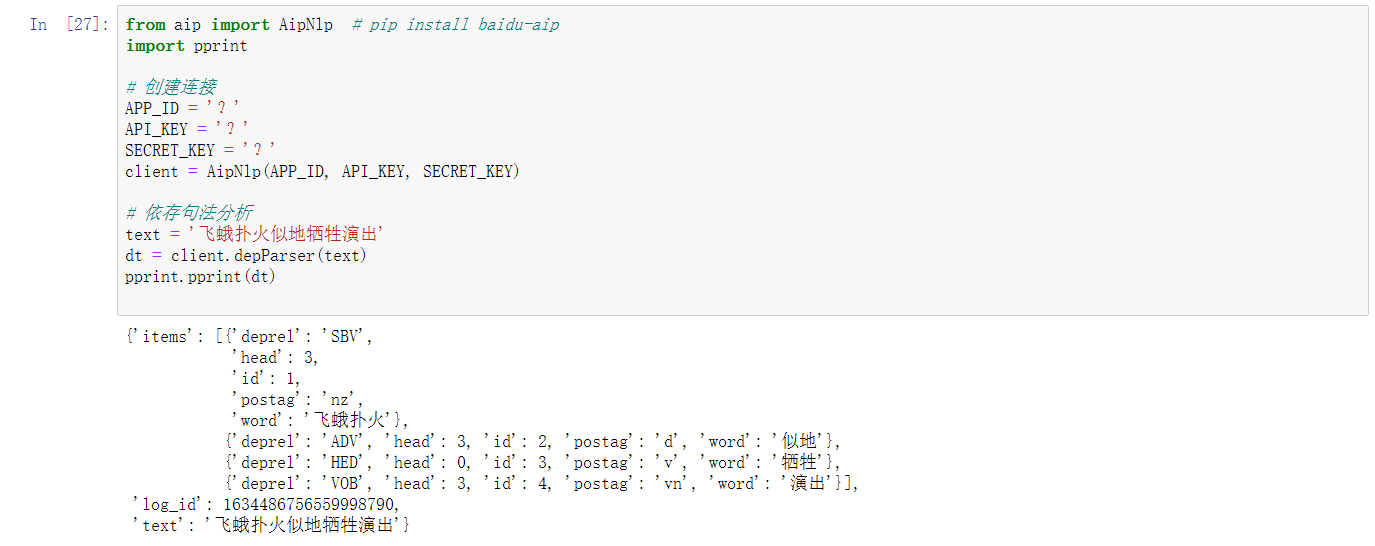 In [27]: from aip import AipNlp  # pip install baidu-aip
import pprint
# 创建连接
APP_ID = '?'
API_KEY = '?'
SECRET_KEY = '?'
client = AipNlp(APP_ID, API_KEY, SECRET_KEY)
# 依存句法分析
text = '飞蛾扑火似地牺牲演出'
dt = client.depParser(text)
pprint.pprint(dt)
{'items': [{'deprel': 'SBV',
            'head': 3,
            'id': 1,
            'postag': 'nz',
            'word': '飞蛾扑火'},
           {'deprel': 'ADV', 'head': 3, 'id': 2, 'postag': 'd', 'word': '似地'},
           {'deprel': 'HED', 'head': 0, 'id': 3, 'postag': 'v', 'word': '牺牲'},
           {'deprel': 'VOB', 'head': 3, 'id': 4, 'postag': 'vn', 'word': '演出'}],
 'log_id': 1634486756559998790,
 'text': '飞蛾扑火似地牺牲演出'}